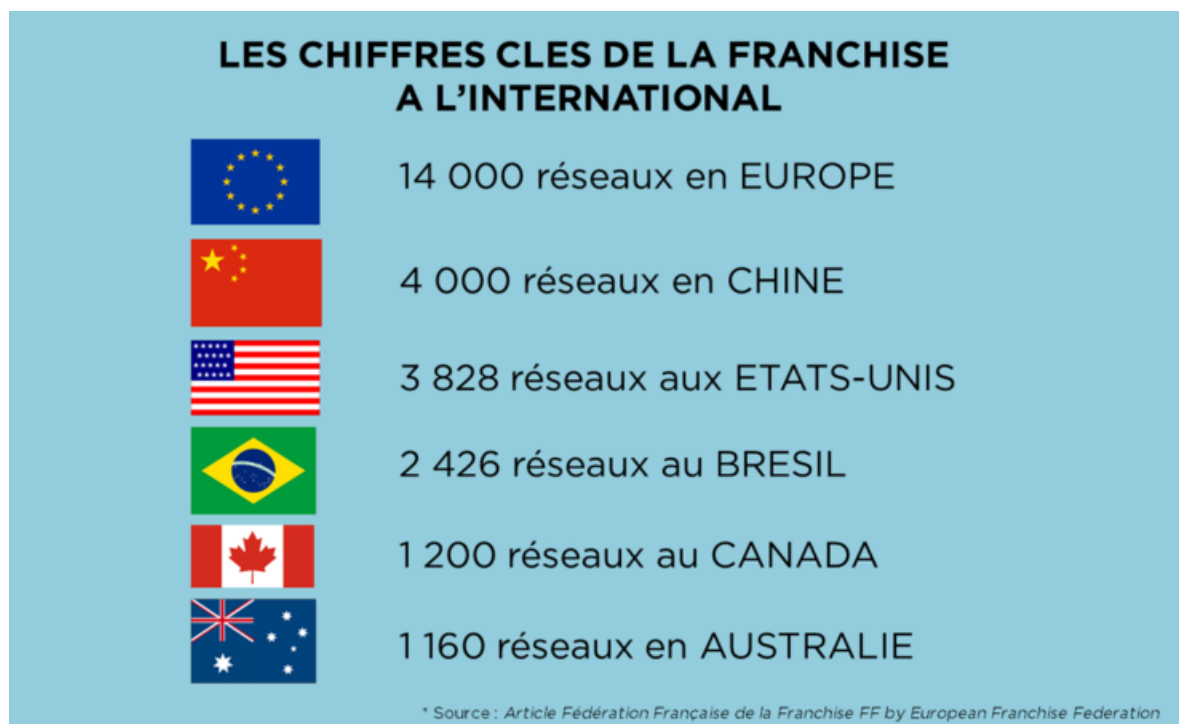 LES CHIFFRES CLES DE LA FRANCHISE
A L'INTERNATIONAL
14 000 réseaux en EUROPE
4 000 réseaux en CHINE
3 828 réseaux aux ETATS-UNIS
2 426 réseaux au BRESIL
1 200 réseaux au CANADA
1 160 réseaux en AUSTRALIE
* Source : Article Fédération Française de la Franchise FF by European Franchise Federation